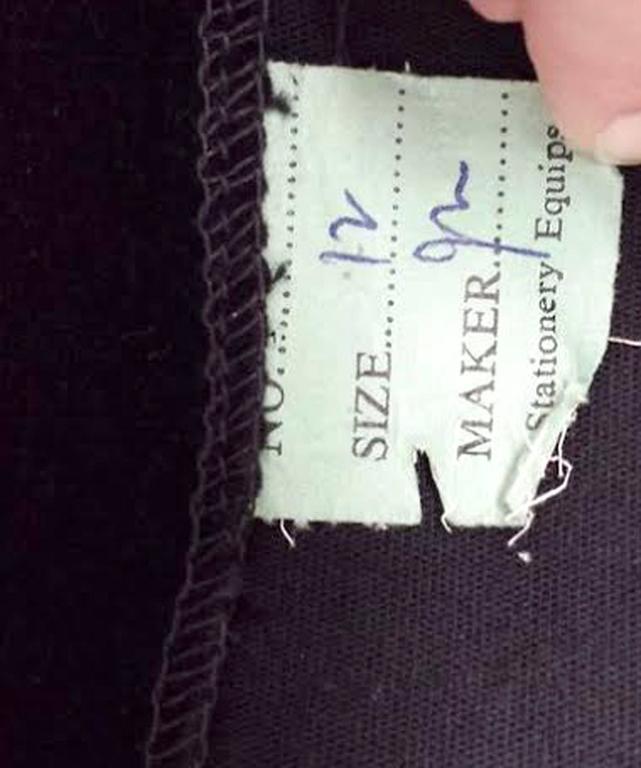 NO.
SIZE 12
MAKER
Stationery Equip